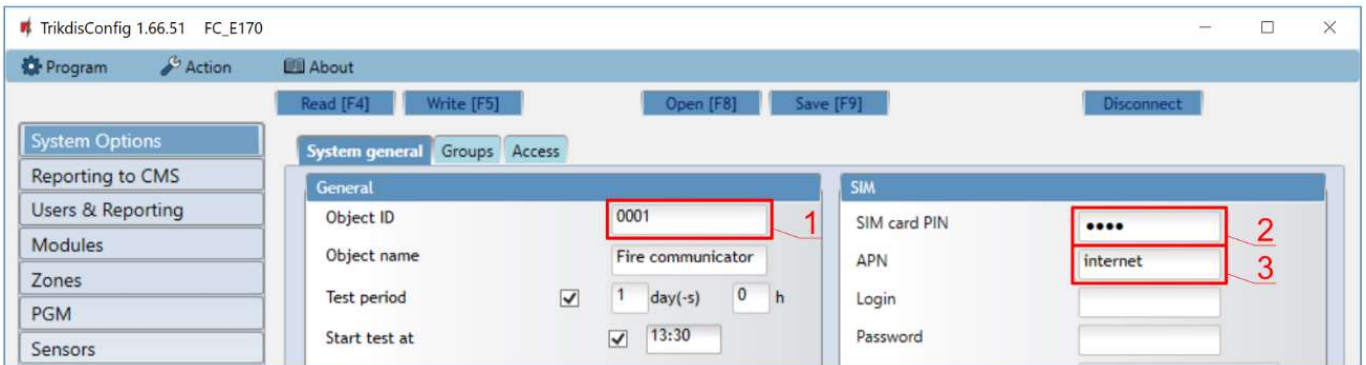 TrikdisConfig 1.66.51 FC_E170
Program Action About
Read [F4] Write [F5] Open [F8] Save [F9] Disconnect
System Options
Reporting to CMS
Users & Reporting
Modules
Zones
PGM
Sensors
System general Groups Access
General
Object ID 0001 1
Object name Fire communicator
Test period 1 day(-s) 0 h
Start test at 13:30
SIM
SIM card PIN •••• 2
APN internet 3
Login
Password